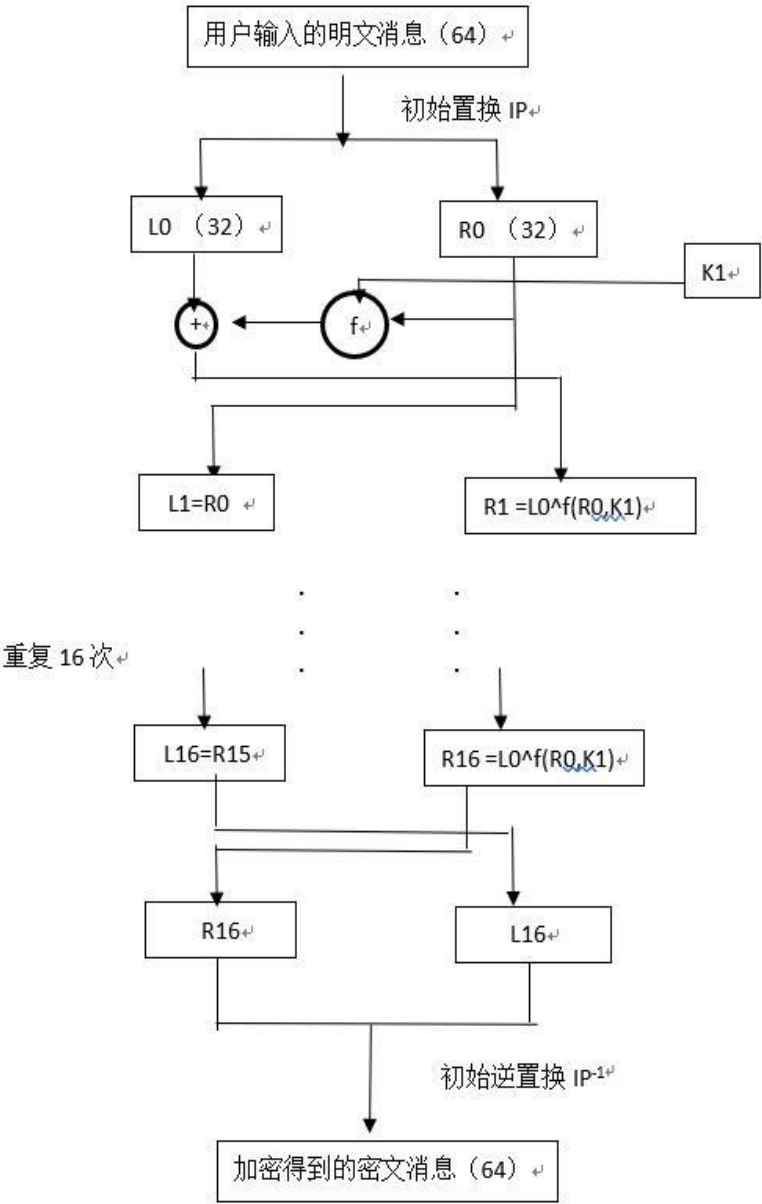 用户输入的明文消息（64）
初始置换 IP
L0 （32）
R0 （32）
K1
+
f
L1=R0
R1 =L0^f(R0,K1)
重复 16 次
L16=R15
R16 =L0^f(R0,K1)
R16
L16
初始逆置换 IP-1
加密得到的密文消息（64）